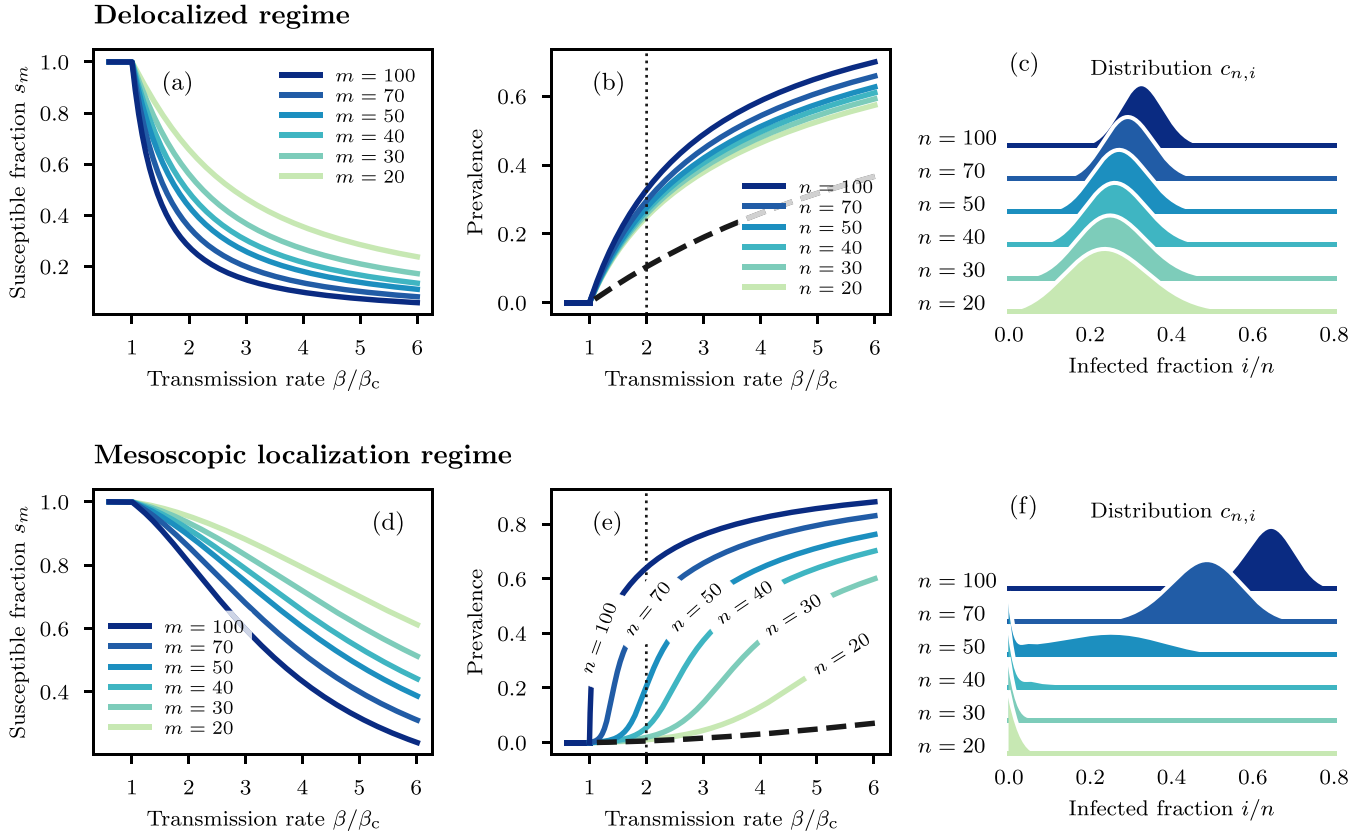 Delocalized regime
Susceptible fraction s_m
1.0
0.8
0.6
0.4
0.2
(a)
m = 100
m = 70
m = 50
m = 40
m = 30
m = 20
1 2 3 4 5 6
Transmission rate β/β_c
Prevalence
0.6
0.4
0.2
0.0
(b)
n = 100
n = 70
n = 50
n = 40
n = 30
n = 20
1 2 3 4 5 6
Transmission rate β/β_c
(c)
Distribution c_{n,i}
n = 100
n = 70
n = 50
n = 40
n = 30
n = 20
0.0 0.2 0.4 0.6 0.8
Infected fraction i/n
Mesoscopic localization regime
Susceptible fraction s_m
1.0
0.8
0.6
0.4
(d)
m = 100
m = 70
m = 50
m = 40
m = 30
m = 20
1 2 3 4 5 6
Transmission rate β/β_c
Prevalence
0.8
0.6
0.4
0.2
0.0
(e)
n = 100
n = 70
n = 50
n = 40
n = 30
n = 20
1 2 3 4 5 6
Transmission rate β/β_c
(f)
Distribution c_{n,i}
n = 100
n = 70
n = 50
n = 40
n = 30
n = 20
0.0 0.2 0.4 0.6 0.8
Infected fraction i/n